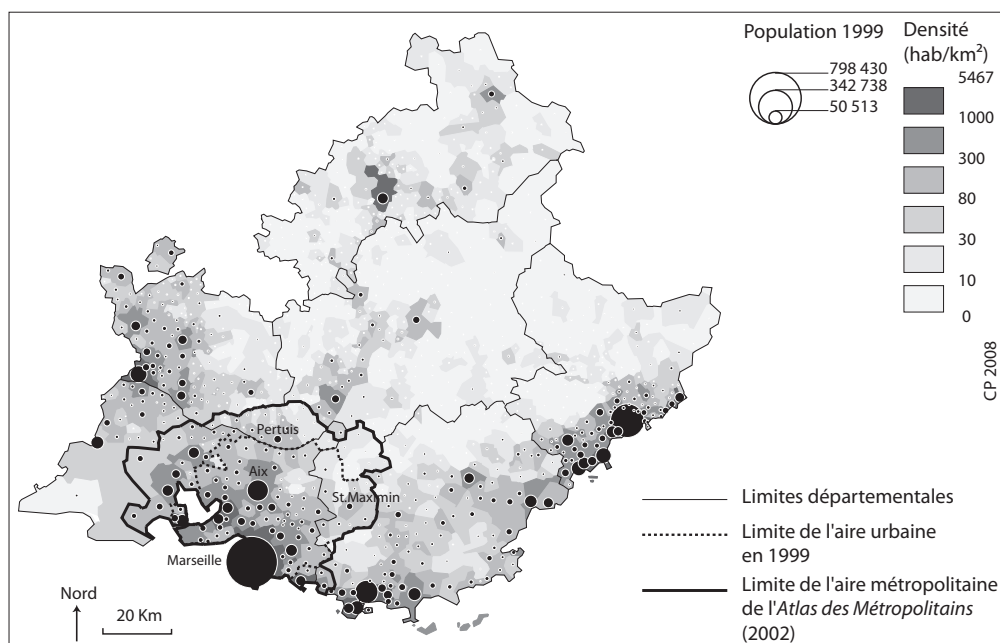 Population 1999
798 430
342 738
50 513
Densité
(hab/km²)
5467
1000
300
80
30
10
0
CP 2008
Pertuis
Aix
St.Maximin
Marseille
Nord
20 Km
Limites départementales
Limite de l'aire urbaine
en 1999
Limite de l'aire métropolitaine
de l'Atlas des Métropolitains
(2002)